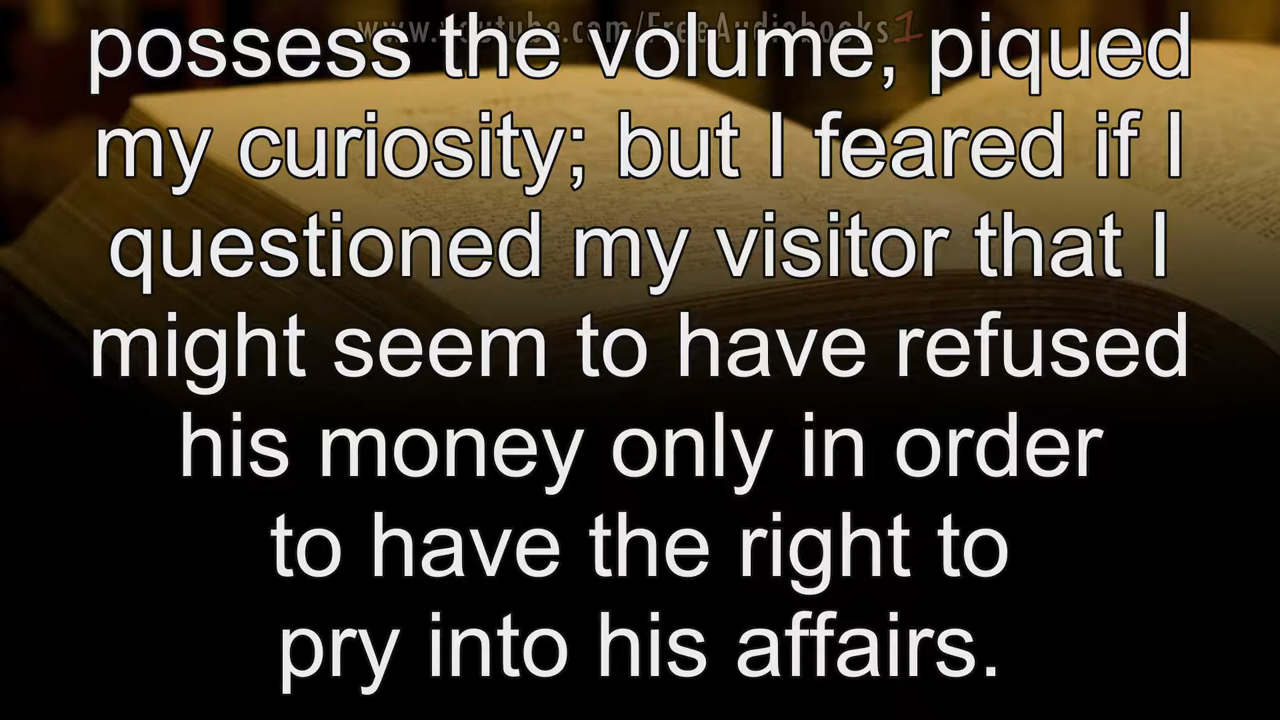 www.youtube.com/FreeAudiobooks1
possess the volume, piqued
my curiosity; but I feared if I
questioned my visitor that I
might seem to have refused
his money only in order
to have the right to
pry into his affairs.